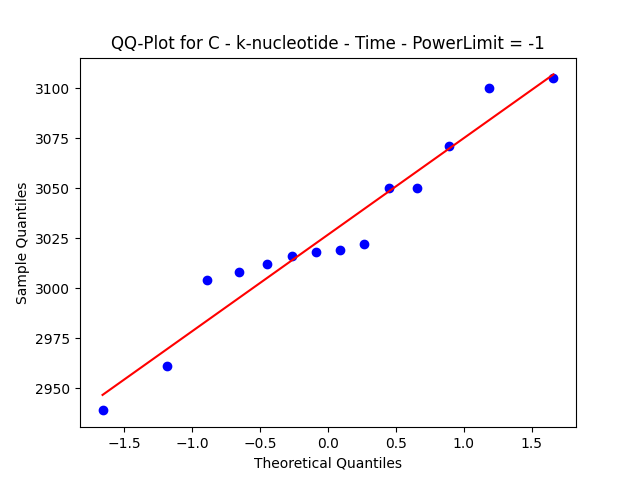 QQ-Plot for C - k-nucleotide - Time - PowerLimit = -1
Sample Quantiles
3100
3075
3050
3025
3000
2975
2950
−1.5 −1.0 −0.5 0.0 0.5 1.0 1.5
Theoretical Quantiles